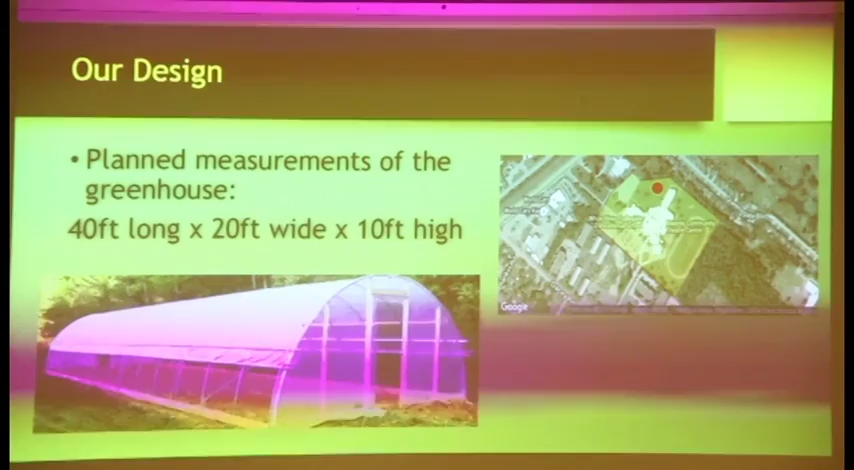 Our Design
• Planned measurements of the
greenhouse:
40ft long x 20ft wide x 10ft high
Google